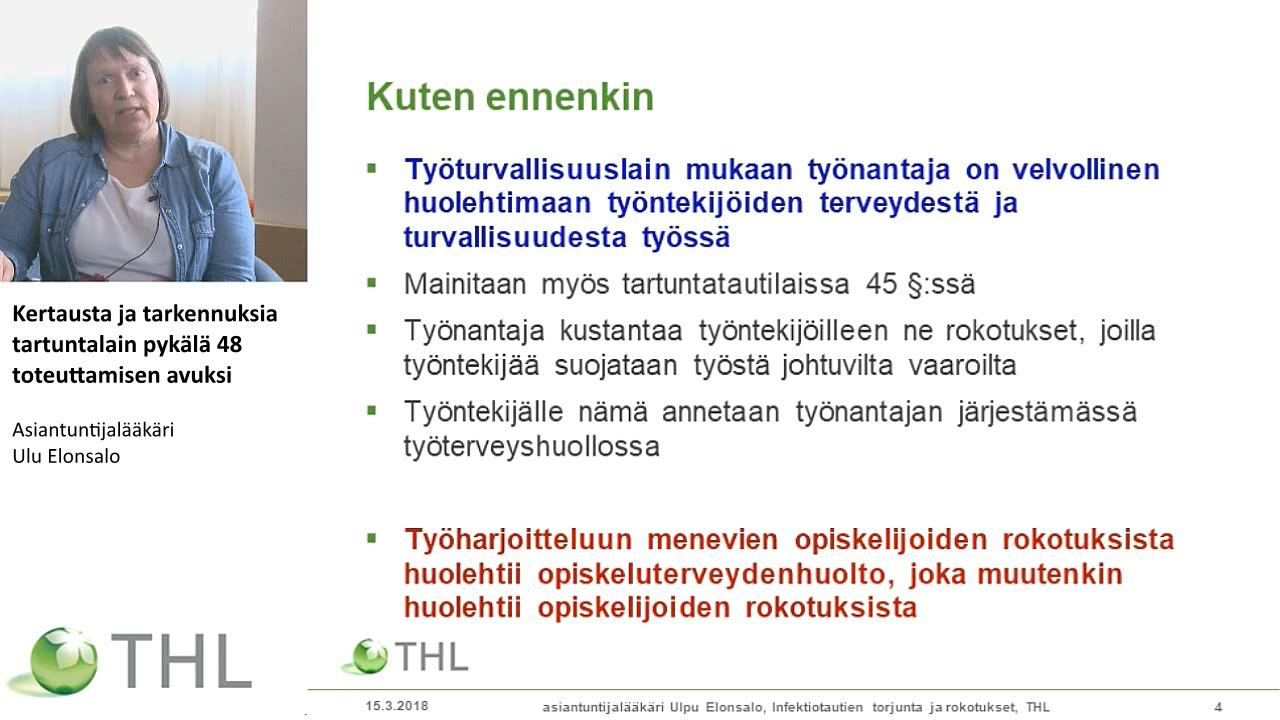 Kertausta ja tarkennuksia
tartuntalain pykälä 48
toteuttamisen avuksi
Asiantuntijalääkäri
Ulu Elonsalo
THL
Kuten ennenkin
Työturvallisuuslain mukaan työnantaja on velvollinen
huolehtimaan työntekijöiden terveydestä ja
turvallisuudesta työssä
Mainitaan myös tartuntatautilaissa 45 §:ssä
Työnantaja kustantaa työntekijöilleen ne rokotukset, joilla
työntekijää suojataan työstä johtuvilta vaaroilta
Työntekijälle nämä annetaan työnantajan järjestämässä
työterveyshuollossa
Työharjoitteluun menevien opiskelijoiden rokotuksista
huolehtii opiskeluterveydenhuolto, joka muutenkin
huolehtii opiskelijoiden rokotuksista
THL
15.3.2018 asiantuntijalääkäri Ulpu Elonsalo, Infektiotautien torjunta ja rokotukset, THL 4